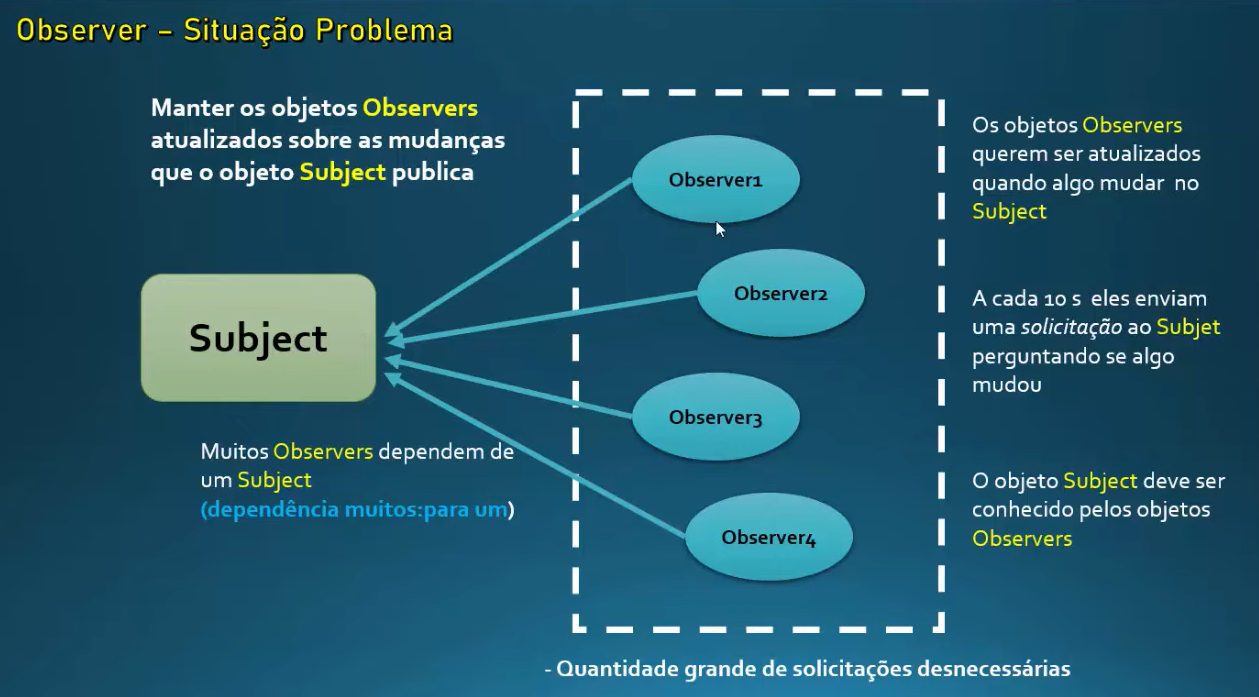 Observer – Situação Problema
Manter os objetos Observers
atualizados sobre as mudanças
que o objeto Subject publica
Subject
Muitos Observers dependem de
um Subject
(dependência muitos:para um)
Observer1
Observer2
Observer3
Observer4
Os objetos Observers
querem ser atualizados
quando algo mudar no
Subject
A cada 10 s eles enviam
uma solicitação ao Subjet
perguntando se algo
mudou
O objeto Subject deve ser
conhecido pelos objetos
Observers
- Quantidade grande de solicitações desnecessárias